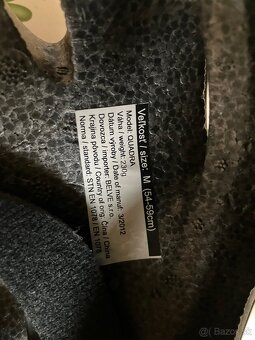 Veľkosť / size: M (54-59cm)
Model: QUADRA
Váha / weight: 230g
Dátum výroby / Date of manuf: 3/2012
Dovozca / importer: BELVE s.r.o.
Krajina pôvodu / Country of orig. Čína / China
Norma / standard: STN EN 1078 / EN 1078